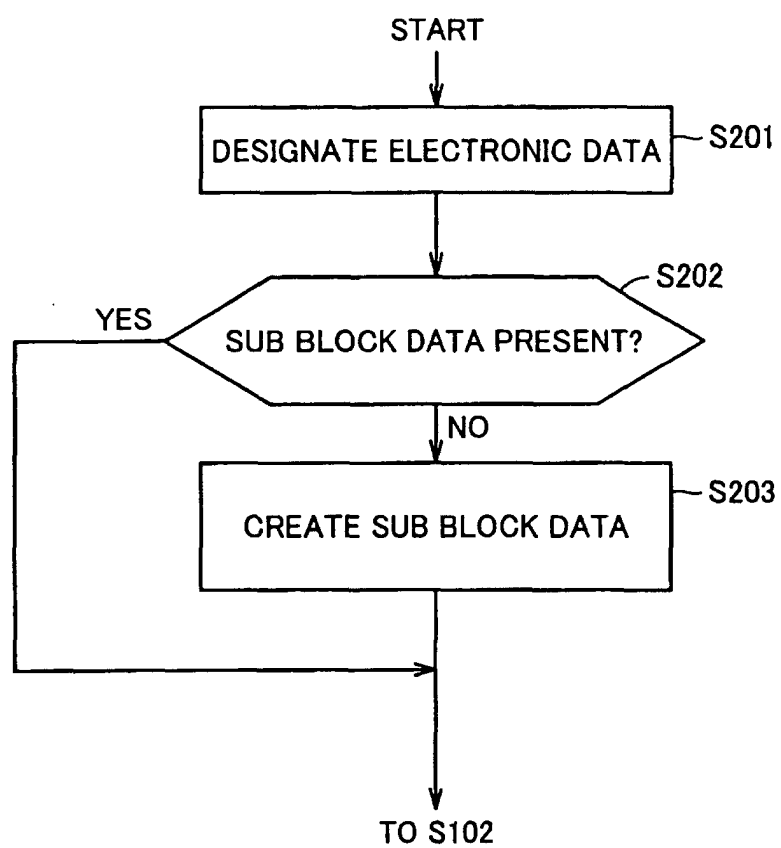 START
DESIGNATE ELECTRONIC DATA
S201
S202
YES
SUB BLOCK DATA PRESENT?
NO
S203
CREATE SUB BLOCK DATA
TO S102